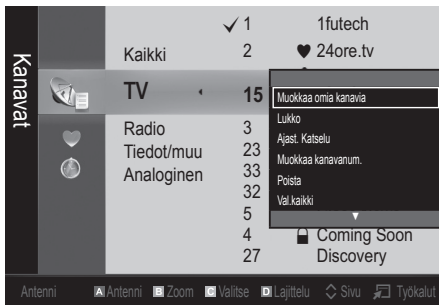 Kanavat
✓ 1 1futech
Kaikki 2 ♥ 24ore.tv
TV 15
Radio 3
Tiedot/muu 23
Analoginen 33
32
5
4 Coming Soon
27 Discovery
Muokkaa omia kanavia
Lukko
Ajast. Katselu
Muokkaa kanavanum.
Poista
Val.kaikki
▼
Antenni A Antenni B Zoom C Valitse D Lajittelu Sivu Työkalut